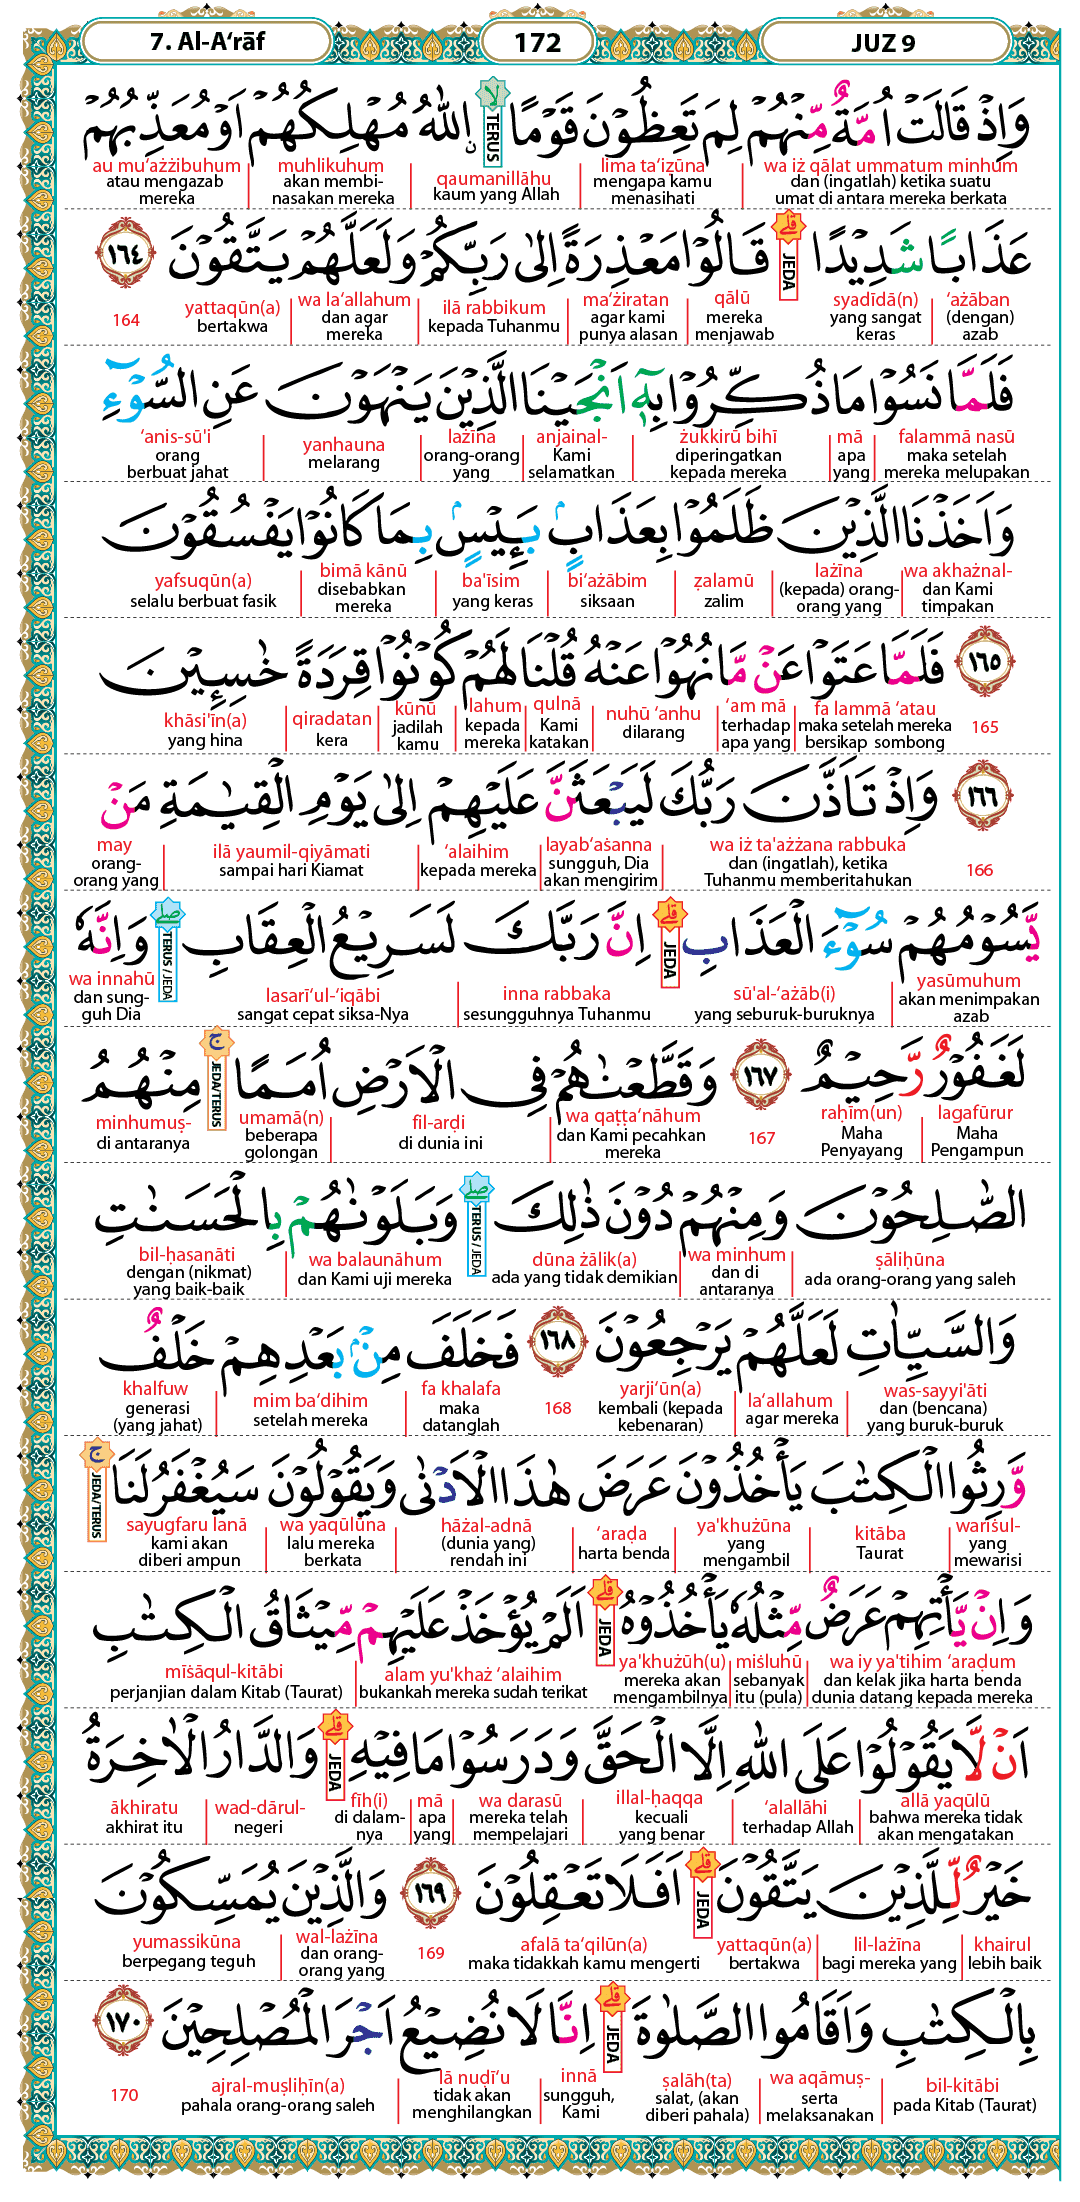 7. Al-A‘rāf 172 JUZ 9
وَاِذْ قَالَتْ اُمَّةٌ مِّنْهُمْ لِمَ تَعِظُوْنَ قَوْمًا ۙ لا TERUS ِۨاللّٰهُ مُهْلِكُهُمْ اَوْ مُعَذِّبُهُمْ
wa iż qālat ummatum minhum lima ta‘iẓūna qaumanillāhu muhlikuhum au mu‘ażżibuhum
dan (ingatlah) ketika suatu umat di antara mereka berkata mengapa kamu menasihati kaum yang Allah akan membi-nasakan mereka atau mengazab mereka
عَذَابًا شَدِيْدًا قلى JEDA قَالُوْا مَعْذِرَةً اِلٰى رَبِّكُمْ وَلَعَلَّهُمْ يَتَّقُوْنَ ١٦٤
‘ażāban syadīdā(n) qālū ma‘żiratan ilā rabbikum wa la‘allahum yattaqūn(a) 164
(dengan) azab yang sangat keras mereka menjawab agar kami punya alasan kepada Tuhanmu dan agar mereka bertakwa
فَلَمَّا نَسُوْا مَا ذُكِّرُوْا بِهٖٓ اَنْجَيْنَا الَّذِيْنَ يَنْهَوْنَ عَنِ السُّوْۤءِ
falammā nasū mā żukkirū bihī anjainal- lażīna yanhauna ‘anis-sū'i
maka setelah mereka melupakan apa yang diperingatkan kepada mereka Kami selamatkan orang-orang yang melarang orang berbuat jahat
وَاَخَذْنَا الَّذِيْنَ ظَلَمُوْا بِعَذَابٍۢ بَـِٔيْسٍۢ بِمَا كَانُوْا يَفْسُقُوْنَ
wa akhażnal- lażīna ẓalamū bi‘ażābim ba'īsim bimā kānū yafsuqūn(a)
dan Kami timpakan (kepada) orang-orang yang zalim siksaan yang keras disebabkan mereka selalu berbuat fasik
١٦٥ فَلَمَّا عَتَوْا عَنْ مَّا نُهُوْا عَنْهُ قُلْنَا لَهُمْ كُوْنُوْا قِرَدَةً خٰسِـِٕيْنَ
165 fa lammā ‘atau ‘am mā nuhū ‘anhu qulnā lahum kūnū qiradatan khāsi'īn(a)
maka setelah mereka bersikap sombong terhadap apa yang dilarang Kami katakan kepada mereka jadilah kamu kera yang hina
١٦٦ وَاِذْ تَاَذَّنَ رَبُّكَ لَيَبْعَثَنَّ عَلَيْهِمْ اِلٰى يَوْمِ الْقِيٰمَةِ مَنْ
166 wa iż ta'ażżana rabbuka layab‘aṡanna ‘alaihim ilā yaumil-qiyāmati may
dan (ingatlah), ketika Tuhanmu memberitahukan sungguh, Dia akan mengirim kepada mereka sampai hari Kiamat orang-orang yang
يَّسُوْمُهُمْ سُوْۤءَ الْعَذَابِ قلى JEDA اِنَّ رَبَّكَ لَسَرِيْعُ الْعِقَابِ صلى TERUS / JEDA وَاِنَّهٗ
yasūmuhum sū'al-‘ażāb(i) inna rabbaka lasarī‘ul-‘iqābi wa innahū
akan menimpakan azab yang seburuk-buruknya sesungguhnya Tuhanmu sangat cepat siksa-Nya dan sung-guh Dia
لَغَفُوْرٌ رَّحِيْمٌ ١٦٧ وَقَطَّعْنٰهُمْ فِى الْاَرْضِ اُمَمًا ج JEDA/TERUS مِنْهُمُ
lagafūrur raḥīm(un) 167 wa qaṭṭa‘nāhum fil-arḍi umamā(n) minhumuṣ-
Maha Pengampun Maha Penyayang dan Kami pecahkan mereka di dunia ini beberapa golongan di antaranya
الصّٰلِحُوْنَ وَمِنْهُمْ دُوْنَ ذٰلِكَ صلى TERUS / JEDA وَبَلَوْنٰهُمْ بِالْحَسَنٰتِ
ṣāliḥūna wa minhum dūna żālik(a) wa balaunāhum bil-ḥasanāti
ada orang-orang yang saleh dan di antaranya ada yang tidak demikian dan Kami uji mereka dengan (nikmat) yang baik-baik
وَالسَّيِّاٰتِ لَعَلَّهُمْ يَرْجِعُوْنَ ١٦٨ فَخَلَفَ مِنْۢ بَعْدِهِمْ خَلْفٌ
was-sayyi'āti la‘allahum yarji‘ūn(a) 168 fa khalafa mim ba‘dihim khalfuw
dan (bencana) yang buruk-buruk agar mereka kembali (kepada kebenaran) maka datanglah setelah mereka generasi (yang jahat)
وَّرِثُوا الْكِتٰبَ يَأْخُذُوْنَ عَرَضَ هٰذَا الْاَدْنٰى وَيَقُوْلُوْنَ سَيُغْفَرُ لَنَا ج JEDA/TERUS
wariṡul- kitāba ya'khużūna ‘araḍa hāżal-adnā wa yaqūlūna sayugfaru lanā
yang mewarisi Taurat yang mengambil harta benda (dunia yang) rendah ini lalu mereka berkata kami akan diberi ampun
وَاِنْ يَّأْتِهِمْ عَرَضٌ مِّثْلُهٗ يَأْخُذُوْهُ قلى JEDA اَلَمْ يُؤْخَذْ عَلَيْهِمْ مِّيْثَاقُ الْكِتٰبِ
wa iy ya'tihim ‘araḍum miṡluhū ya'khużūh(u) alam yu'khaż ‘alaihim mīṡāqul-kitābi
dan kelak jika harta benda dunia datang kepada mereka sebanyak itu (pula) mereka akan mengambilnya bukankah mereka sudah terikat perjanjian dalam Kitab (Taurat)
اَنْ لَّا يَقُوْلُوْا عَلَى اللّٰهِ اِلَّا الْحَقَّ وَدَرَسُوْا مَا فِيْهِ قلى JEDA وَالدَّارُ الْاٰخِرَةُ
allā yaqūlū ‘alallāhi illal-ḥaqqa wa darasū mā fīh(i) wad-dārul- ākhiratu
bahwa mereka tidak akan mengatakan terhadap Allah kecuali yang benar mereka telah mempelajari apa yang di dalam-nya negeri akhirat itu
خَيْرٌ لِّلَّذِيْنَ يَتَّقُوْنَ قلى JEDA اَفَلَا تَعْقِلُوْنَ ١٦٩ وَالَّذِيْنَ يُمَسِّكُوْنَ
khairul lil-lażīna yattaqūn(a) afalā ta‘qilūn(a) 169 wal-lażīna yumassikūna
lebih baik bagi mereka yang bertakwa maka tidakkah kamu mengerti dan orang-orang yang berpegang teguh
بِالْكِتٰبِ وَاَقَامُوا الصَّلٰوةَ قلى JEDA اِنَّا لَا نُضِيْعُ اَجْرَ الْمُصْلِحِيْنَ ١٧٠
bil-kitābi wa aqāmuṣ- ṣalāh(ta) innā lā nuḍī‘u ajral-muṣliḥīn(a) 170
pada Kitab (Taurat) serta melaksanakan salat, (akan diberi pahala) sungguh, Kami tidak akan menghilangkan pahala orang-orang saleh